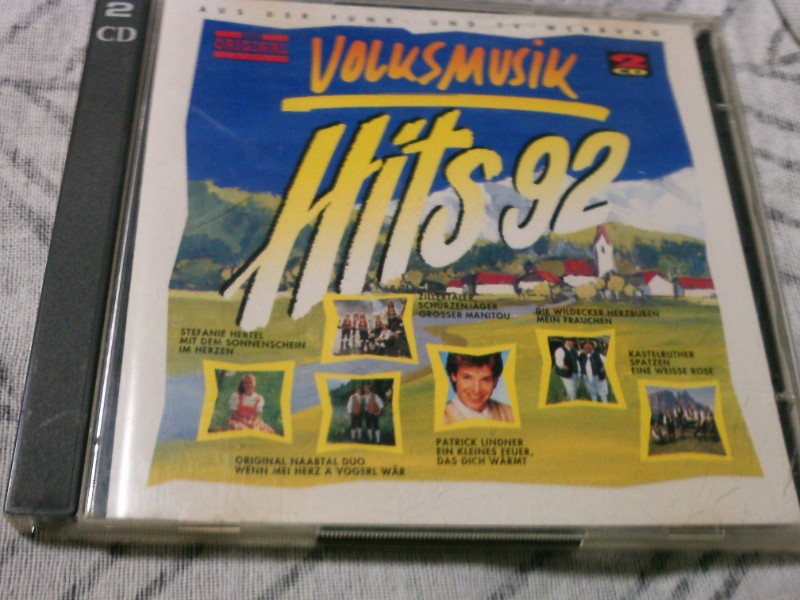 2
CD
AUS DER FUNK- UND TV-WERBUNG
ORIGINAL
VOLKSMUSIK
2
CD
Hits 92
ZILLERTALER
SCHÜRZENJÄGER
GROSSER MANITOU
DIE WILDECKER HERZBUBEN
MEIN FRAUCHEN
STEFANIE HERTEL
MIT DEM SONNENSCHEIN
IM HERZEN
KASTELRUTHER
SPATZEN
EINE WEISSE ROSE
PATRICK LINDNER
EIN KLEINES FEUER,
DAS DICH WÄRMT
ORIGINAL NAABTAL DUO
WENN MEI HERZ A VOGERL WÄR